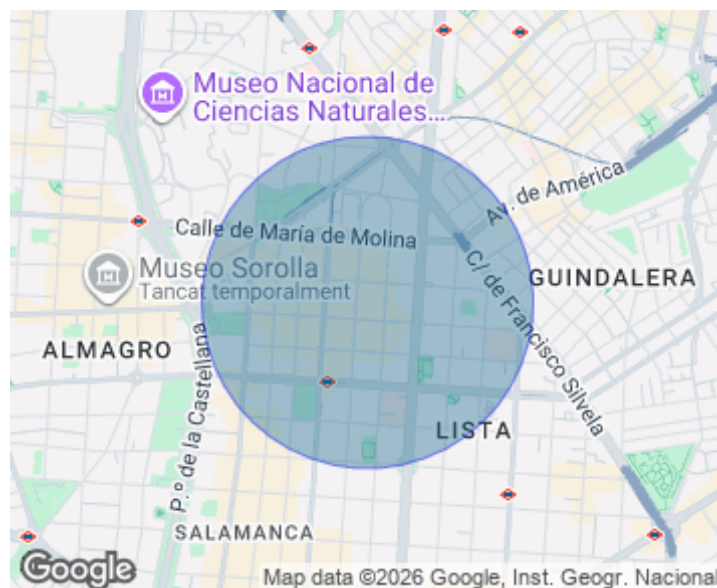 Museo Nacional de
Ciencias Naturales…
Av. de América
Calle de María de Molina
Museo Sorolla
Tancat temporalment
C/ de Francisco Silvela
GUINDALERA
ALMAGRO
P.º de la Castellana
LISTA
SALAMANCA
Google
Map data ©2026 Google, Inst. Geogr. Nacional